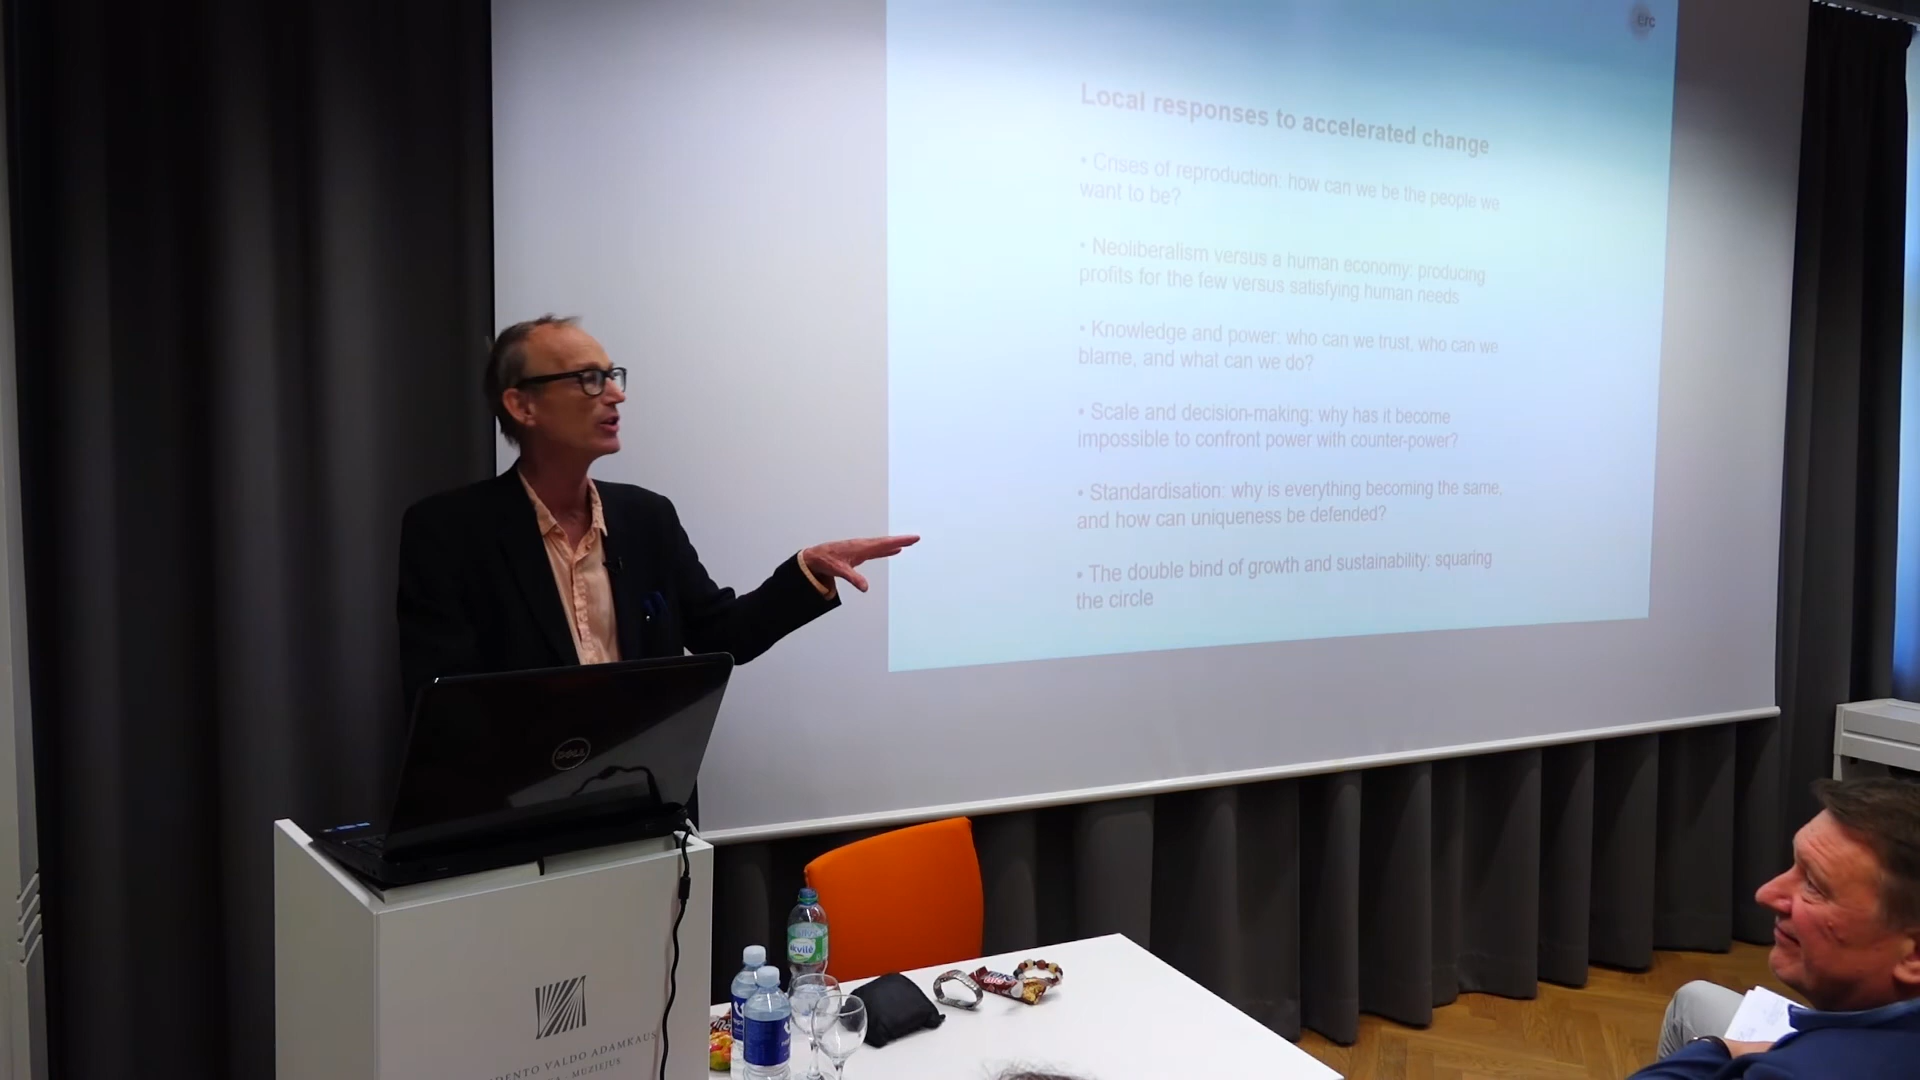 erc
Local responses to accelerated change
• Crises of reproduction: how can we be the people we
want to be?
• Neoliberalism versus a human economy: producing
profits for the few versus satisfying human needs
• Knowledge and power: who can we trust, who can we
blame, and what can we do?
• Scale and decision-making: why has it become
impossible to confront power with counter-power?
• Standardisation: why is everything becoming the same,
and how can uniqueness be defended?
• The double bind of growth and sustainability: squaring
the circle
DELL
DENTO VALDO ADAMKAUS
- MUZIEJUS